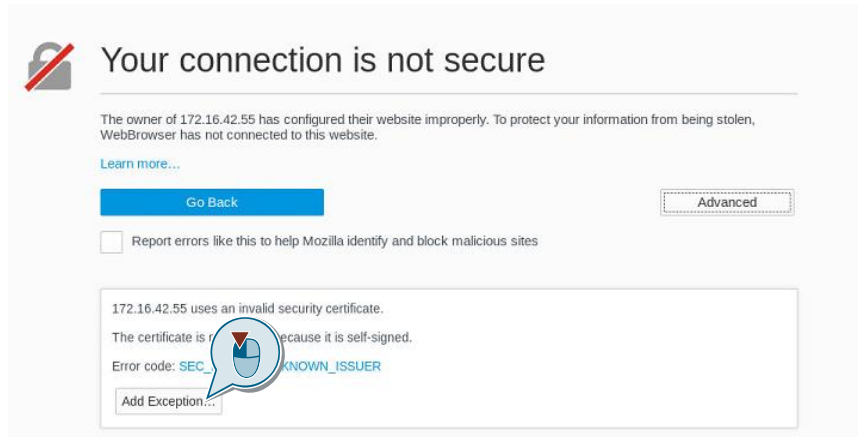 Your connection is not secure
The owner of 172.16.42.55 has configured their website improperly. To protect your information from being stolen,
WebBrowser has not connected to this website.
Learn more...
Go Back
Advanced
Report errors like this to help Mozilla identify and block malicious sites
172.16.42.55 uses an invalid security certificate.
The certificate is because it is self-signed.
Error code: SEC_ KNOWN_ISSUER
Add Exception...